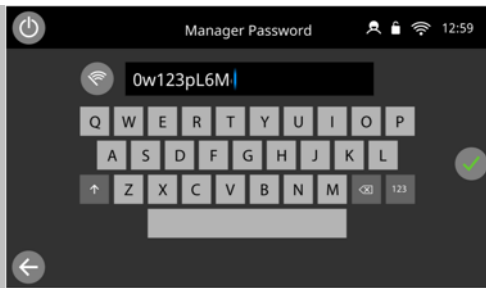 Manager Password
12:59
0w123pL6M
Q W E R T Y U I O P
A S D F G H J K L
Z X C V B N M
123